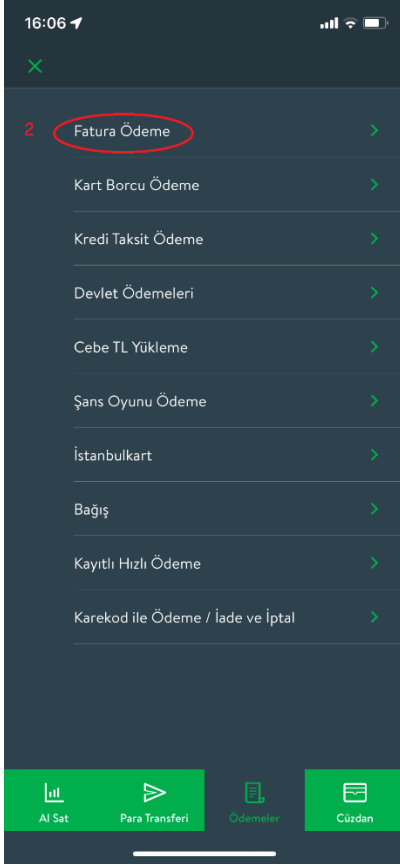 16:06
2 Fatura Ödeme
Kart Borcu Ödeme
Kredi Taksit Ödeme
Devlet Ödemeleri
Cebe TL Yükleme
Şans Oyunu Ödeme
İstanbulkart
Bağış
Kayıtlı Hızlı Ödeme
Karekod ile Ödeme / İade ve İptal
Al Sat Para Transferi Ödemeler Cüzdan